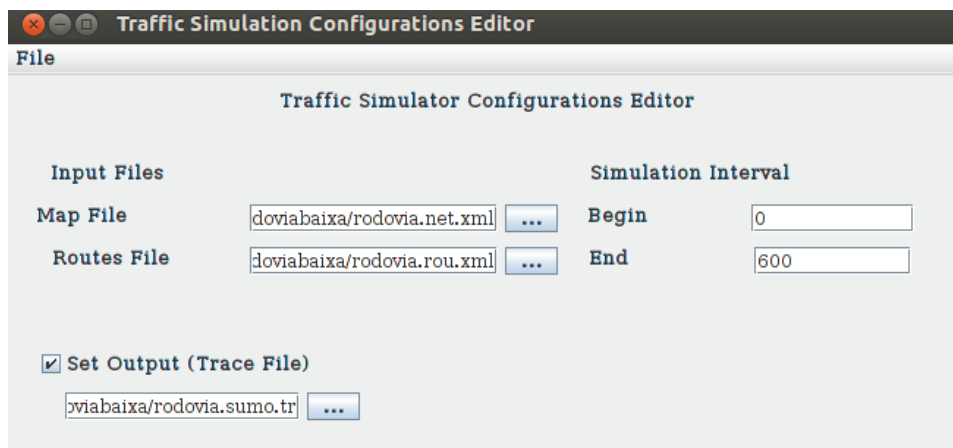 Traffic Simulation Configurations Editor
File
Traffic Simulator Configurations Editor
Input Files Simulation Interval
Map File doviabaixa/rodovia.net.xml ... Begin 0
Routes File doviabaixa/rodovia.rou.xml ... End 600
Set Output (Trace File)
oviabaixa/rodovia.sumo.tr ...